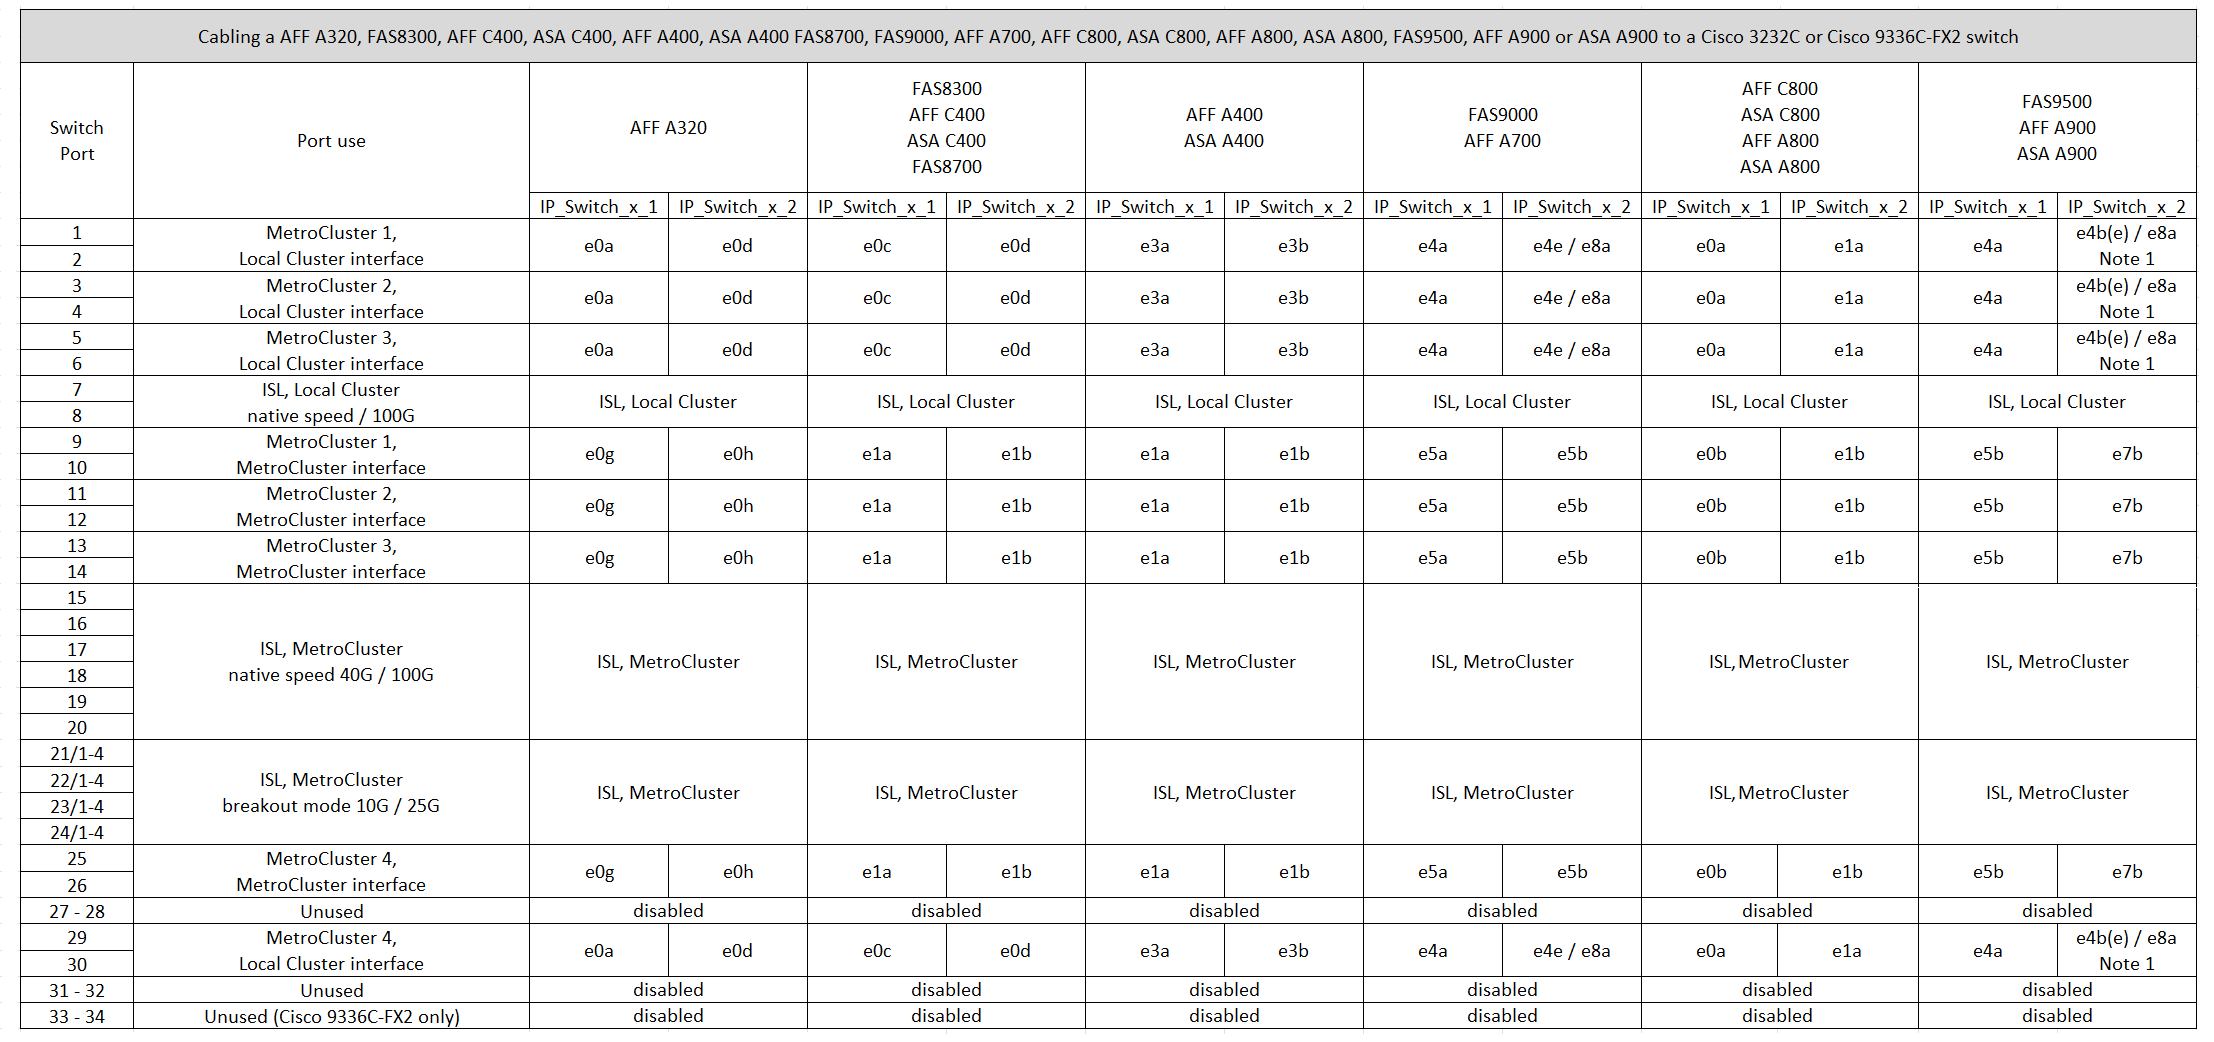 Cabling a AFF A320, FAS8300, AFF C400, ASA C400, AFF A400, ASA A400 FAS8700, FAS9000, AFF A700, AFF C800, ASA C800, AFF A800, ASA A800, FAS9500, AFF A900 or ASA A900 to a Cisco 3232C or Cisco 9336C-FX2 switch
Switch
Port
Port use
AFF A320
FAS8300
AFF C400
ASA C400
FAS8700
AFF A400
ASA A400
FAS9000
AFF A700
AFF C800
ASA C800
AFF A800
ASA A800
FAS9500
AFF A900
ASA A900
IP_Switch_x_1 IP_Switch_x_2 IP_Switch_x_1 IP_Switch_x_2 IP_Switch_x_1 IP_Switch_x_2 IP_Switch_x_1 IP_Switch_x_2 IP_Switch_x_1 IP_Switch_x_2 IP_Switch_x_1 IP_Switch_x_2
1
2
MetroCluster 1,
Local Cluster interface
e0a e0d e0c e0d e3a e3b e4a e4e / e8a e0a e1a e4a e4b(e) / e8a
Note 1
3
4
MetroCluster 2,
Local Cluster interface
e0a e0d e0c e0d e3a e3b e4a e4e / e8a e0a e1a e4a e4b(e) / e8a
Note 1
5
6
MetroCluster 3,
Local Cluster interface
e0a e0d e0c e0d e3a e3b e4a e4e / e8a e0a e1a e4a e4b(e) / e8a
Note 1
7
8
ISL, Local Cluster
native speed / 100G
ISL, Local Cluster ISL, Local Cluster ISL, Local Cluster ISL, Local Cluster ISL, Local Cluster ISL, Local Cluster
9
10
MetroCluster 1,
MetroCluster interface
e0g e0h e1a e1b e1a e1b e5a e5b e0b e1b e5b e7b
11
12
MetroCluster 2,
MetroCluster interface
e0g e0h e1a e1b e1a e1b e5a e5b e0b e1b e5b e7b
13
14
MetroCluster 3,
MetroCluster interface
e0g e0h e1a e1b e1a e1b e5a e5b e0b e1b e5b e7b
15
16
17
18
19
20
ISL, MetroCluster
native speed 40G / 100G
ISL, MetroCluster ISL, MetroCluster ISL, MetroCluster ISL, MetroCluster ISL, MetroCluster ISL, MetroCluster
21/1-4
22/1-4
23/1-4
24/1-4
ISL, MetroCluster
breakout mode 10G / 25G
ISL, MetroCluster ISL, MetroCluster ISL, MetroCluster ISL, MetroCluster ISL, MetroCluster ISL, MetroCluster
25
26
MetroCluster 4,
MetroCluster interface
e0g e0h e1a e1b e1a e1b e5a e5b e0b e1b e5b e7b
27 - 28 Unused disabled disabled disabled disabled disabled disabled
29
30
MetroCluster 4,
Local Cluster interface
e0a e0d e0c e0d e3a e3b e4a e4e / e8a e0a e1a e4a e4b(e) / e8a
Note 1
31 - 32 Unused disabled disabled disabled disabled disabled disabled
33 - 34 Unused (Cisco 9336C-FX2 only) disabled disabled disabled disabled disabled disabled